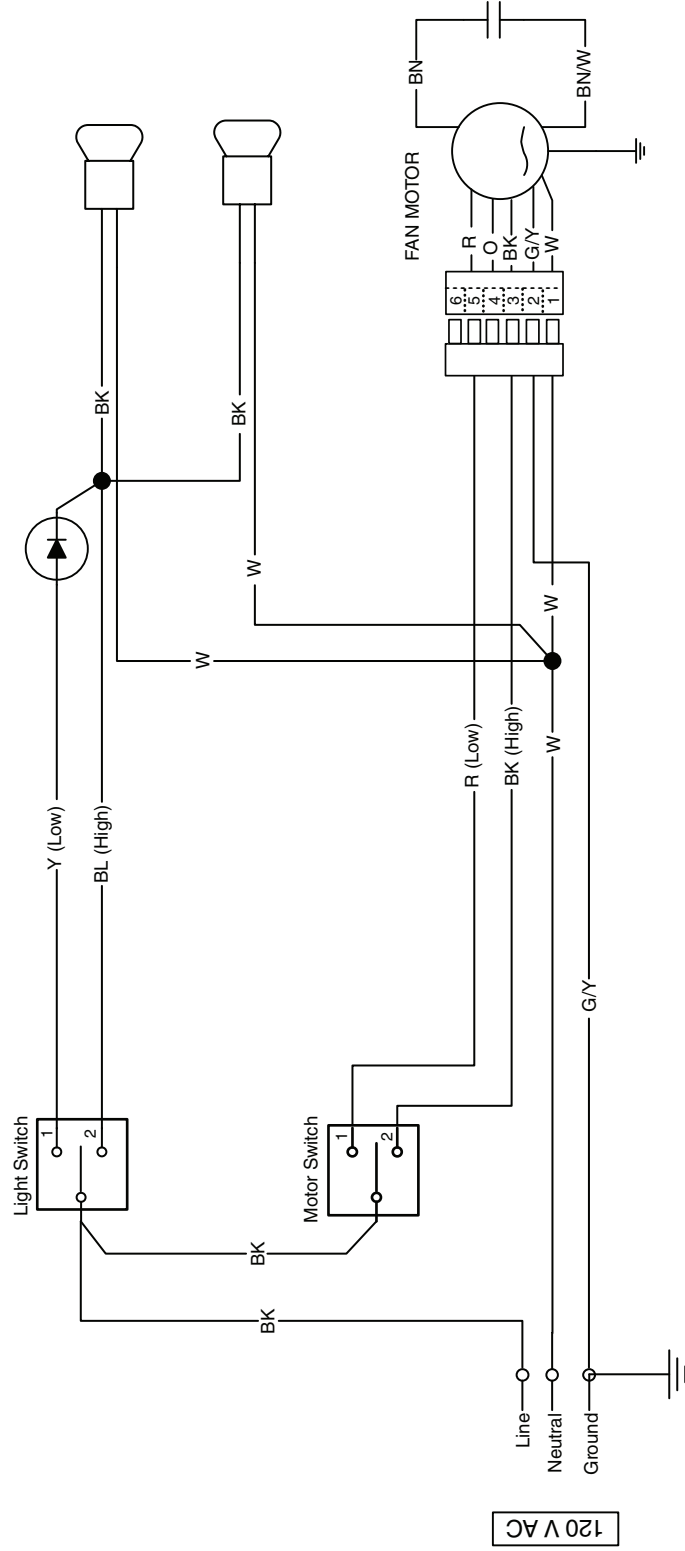 120 V AC
Line
Neutral
Ground
Light Switch
1
2
Motor Switch
1
2
BK
BK
Y (Low)
BL (High)
R (Low)
BK (High)
W
G/Y
W
W
W
BK
BK
FAN MOTOR
6
5
4
3
2
1
R
O
BK
G/Y
W
BN
BN/W